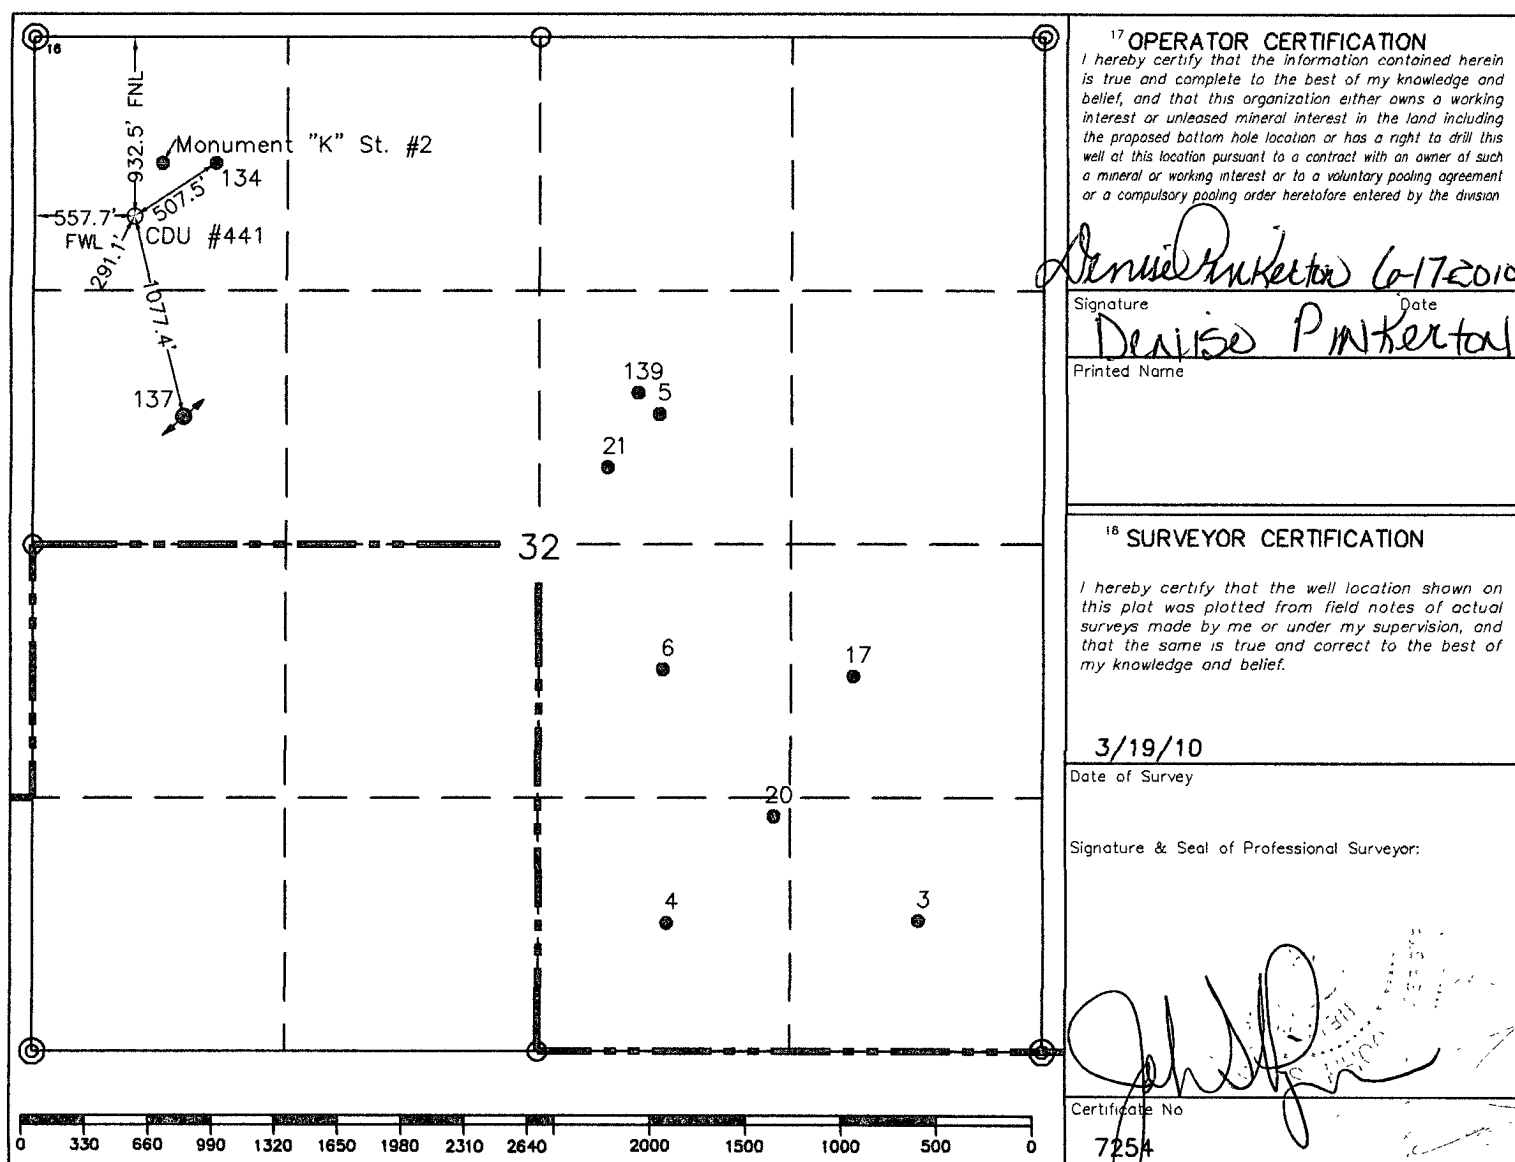 16
932.5' FNL
Monument "K" St. #2
134
507.5'
557.7'
FWL
CDU #441
291.1'
1077.4'
137
139
5
21
32
6
17
20
4
3
0 330 660 990 1320 1650 1980 2310 2640 2000 1500 1000 500 0
17 OPERATOR CERTIFICATION
I hereby certify that the information contained herein
is true and complete to the best of my knowledge and
belief, and that this organization either owns a working
interest or unleased mineral interest in the land including
the proposed bottom hole location or has a right to drill this
well at this location pursuant to a contract with an owner of such
a mineral or working interest or to a voluntary pooling agreement
or a compulsory pooling order heretofore entered by the division
Denise Pinkerton 6-17-2010
Signature Date
Denise Pinkerton
Printed Name
18 SURVEYOR CERTIFICATION
I hereby certify that the well location shown on
this plat was plotted from field notes of actual
surveys made by me or under my supervision, and
that the same is true and correct to the best of
my knowledge and belief.
3/19/10
Date of Survey
Signature & Seal of Professional Surveyor:
Certificate No
7254